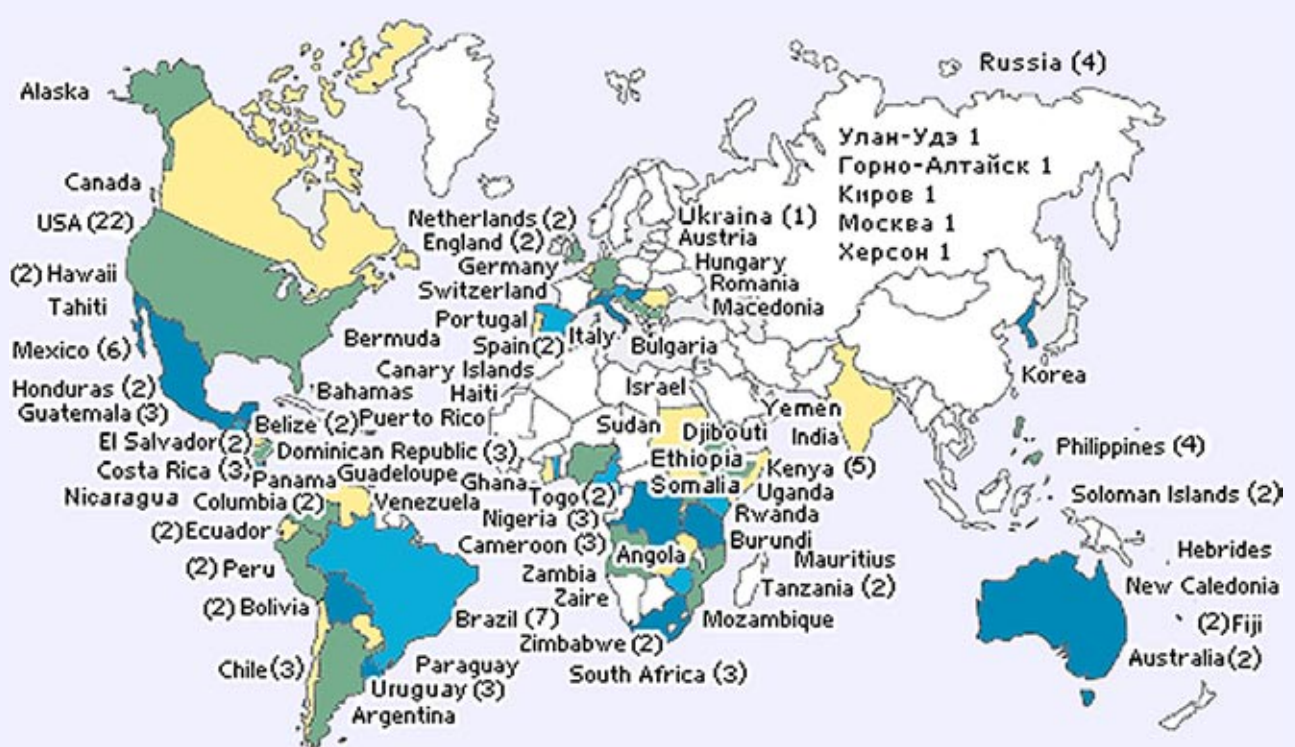 Alaska
Canada
USA (22)
(2) Hawaii
Tahiti
Mexico (6)
Honduras (2)
Guatemala (3)
El Salvador (2)
Costa Rica (3)
Nicaragua
Belize (2)
Bermuda
Bahamas
Puerto Rico
Dominican Republic (3)
Panama
Guadeloupe
Columbia (2)
Venezuela
(2) Ecuador
(2) Peru
(2) Bolivia
Brazil (7)
Chile (3)
Paraguay
Uruguay (3)
Argentina
Netherlands (2)
England (2)
Germany
Switzerland
Portugal
Spain (2)
Italy
Canary Islands
Haiti
Ukraina (1)
Austria
Hungary
Romania
Macedonia
Bulgaria
Israel
Sudan
Yemen
Djibouti
India
Ethiopia
Kenya (5)
Somalia
Uganda
Ghana
Togo (2)
Nigeria (3)
Cameroon (3)
Rwanda
Burundi
Angola
Mauritius
Zambia
Tanzania (2)
Zaire
Mozambique
Zimbabwe (2)
South Africa (3)
Russia (4)
Улан-Удэ 1
Горно-Алтайск 1
Киров 1
Москва 1
Херсон 1
Korea
Philippines (4)
Soloman Islands (2)
Hebrides
New Caledonia
(2) Fiji
Australia (2)